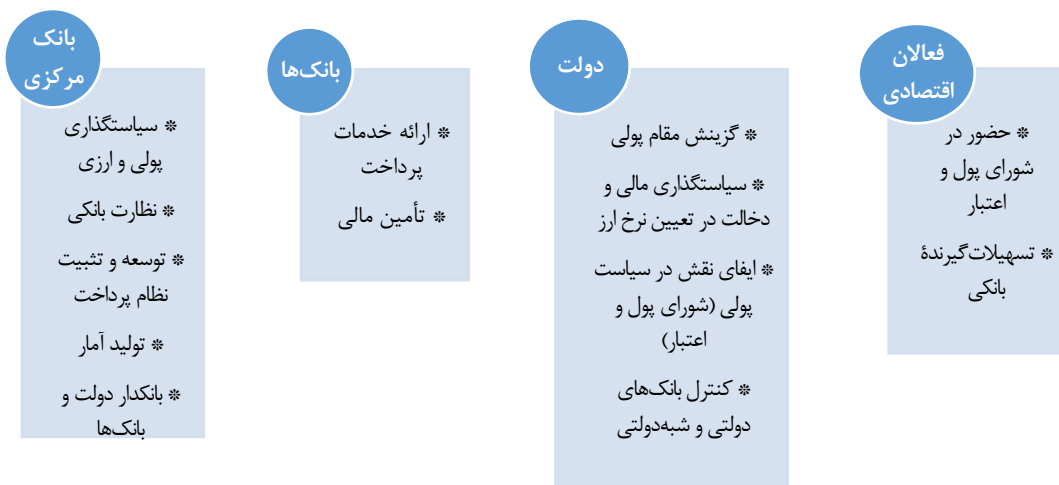 فعالان
اقتصادی
* حضور در
شورای پول و
اعتبار
* تسهیلات‌گیرندهٔ
بانکی
دولت
* گزینش مقام پولی
* سیاستگذاری مالی و
دخالت در تعیین نرخ ارز
* ایفای نقش در سیاست
پولی (شورای پول و
اعتبار)
* کنترل بانک‌های
دولتی و شبه‌دولتی
بانک‌ها
* ارائه خدمات
پرداخت
* تأمین مالی
بانک
مرکزی
* سیاستگذاری
پولی و ارزی
* نظارت بانکی
* توسعه و تثبیت
نظام پرداخت
* تولید آمار
* بانکدار دولت و
بانک‌ها